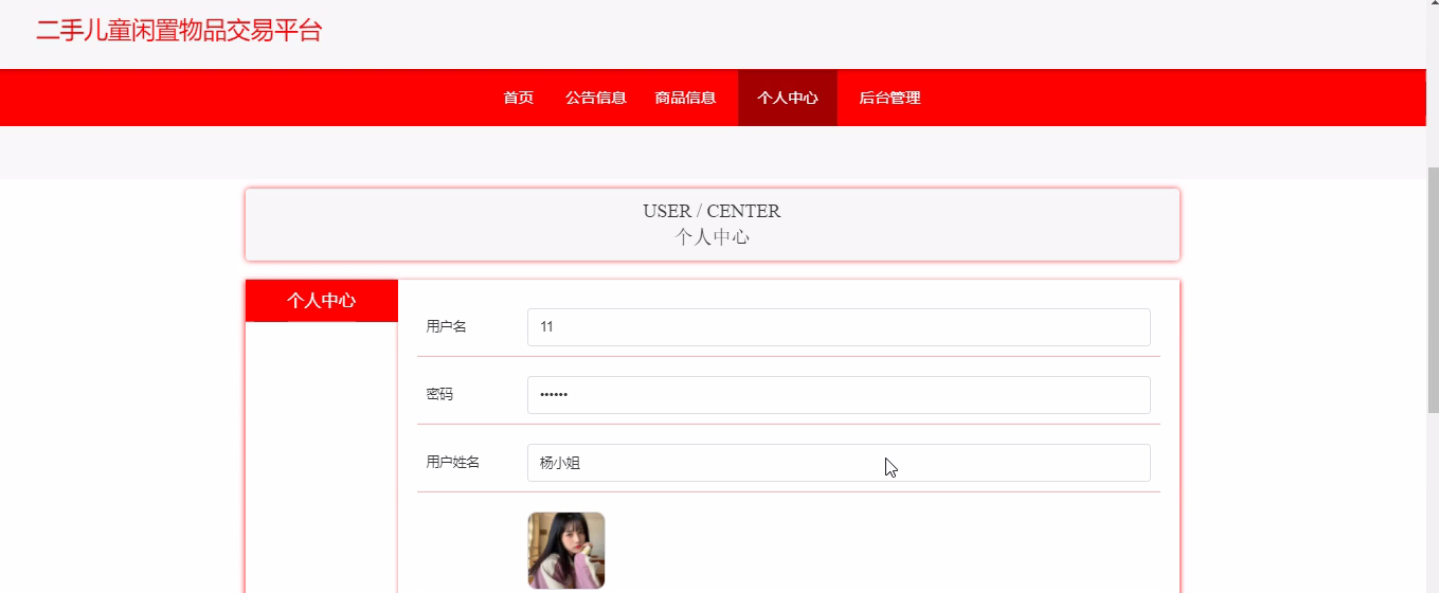 二手儿童闲置物品交易平台
首页 公告信息 商品信息 个人中心 后台管理
USER / CENTER
个人中心
个人中心
用户名 11
密码 ••••••
用户姓名 杨小姐